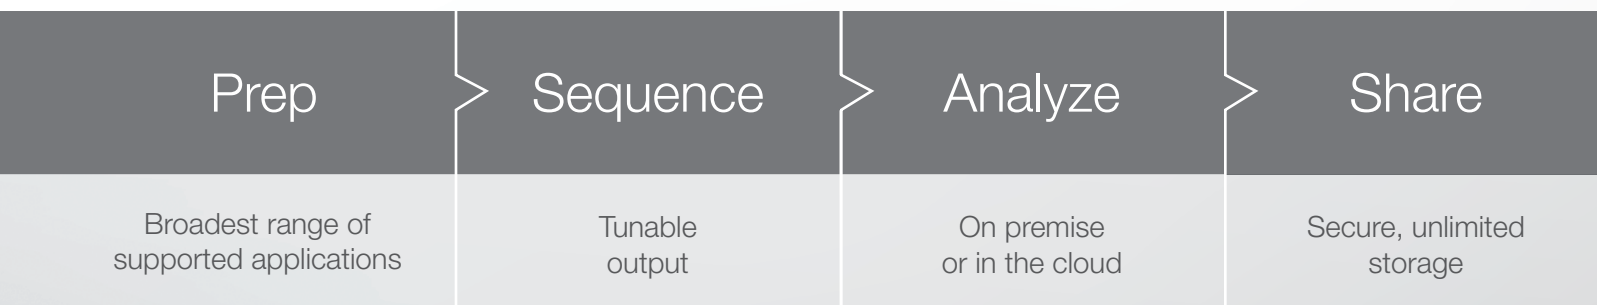 Prep
Sequence
Analyze
Share
Broadest range of
supported applications
Tunable
output
On premise
or in the cloud
Secure, unlimited
storage